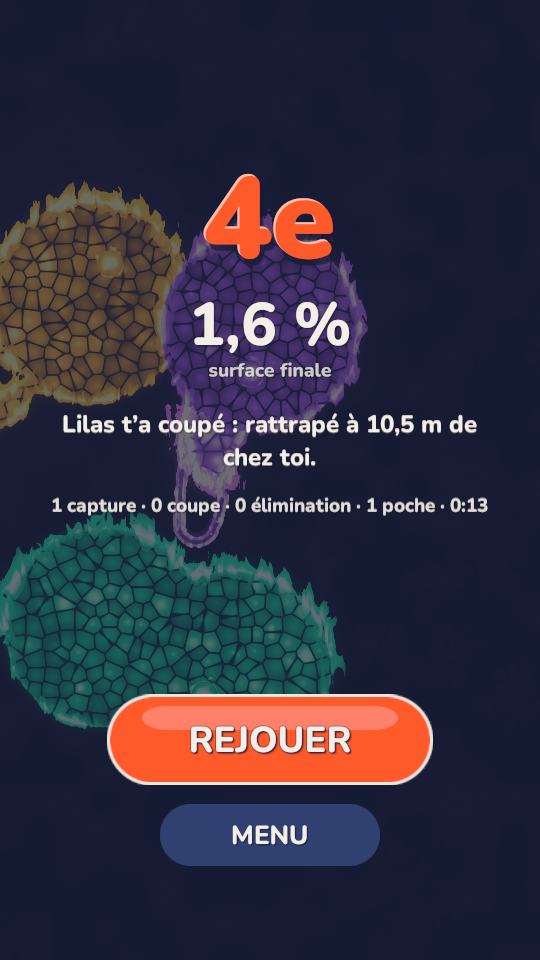 4e
1,6 %
surface finale
Lilas t’a coupé : rattrapé à 10,5 m de
chez toi.
1 capture · 0 coupe · 0 élimination · 1 poche · 0:13
REJOUER
MENU